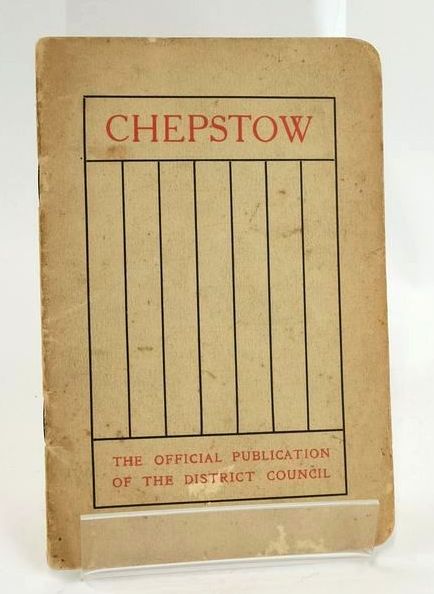 CHEPSTOW
THE OFFICIAL PUBLICATION
OF THE DISTRICT COUNCIL